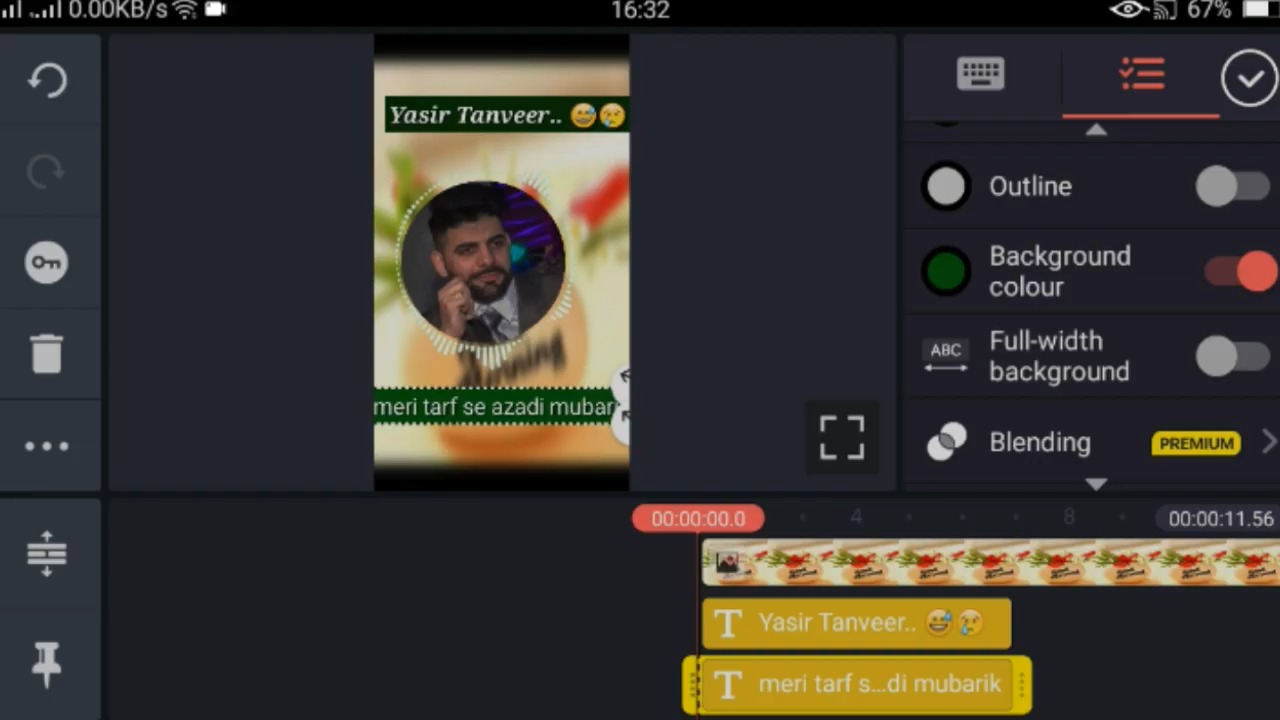 0.00KB/s
16:32
67%
Yasir Tanveer.. 😅😢
meri tarf se azadi mubar
Outline
Background
colour
ABC
Full-width
background
Blending
PREMIUM
00:00:00.0
4
8
00:00:11.56
T Yasir Tanveer.. 😅😢
T meri tarf s...di mubarik